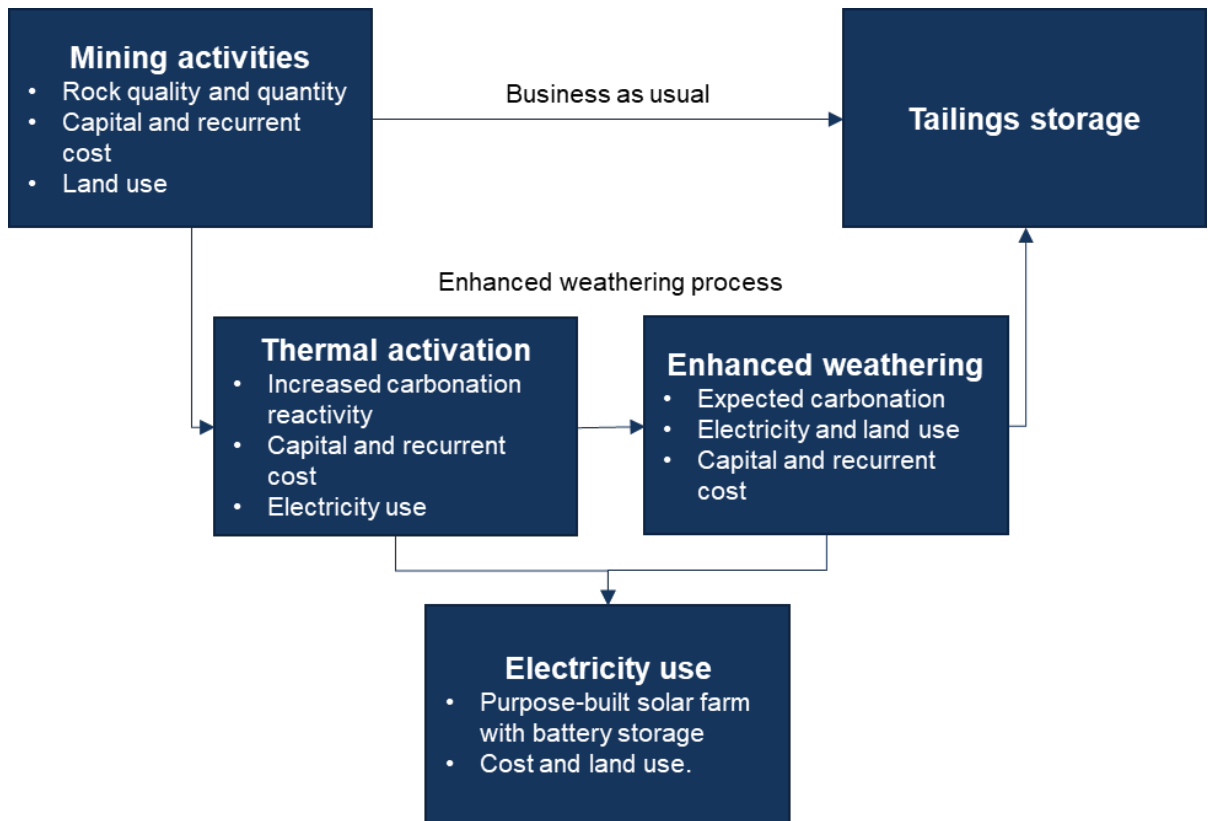 Mining activities
• Rock quality and quantity
• Capital and recurrent
cost
• Land use
Business as usual
Tailings storage
Enhanced weathering process
Thermal activation
• Increased carbonation
reactivity
• Capital and recurrent
cost
• Electricity use
Enhanced weathering
• Expected carbonation
• Electricity and land use
• Capital and recurrent
cost
Electricity use
• Purpose-built solar farm
with battery storage
• Cost and land use.